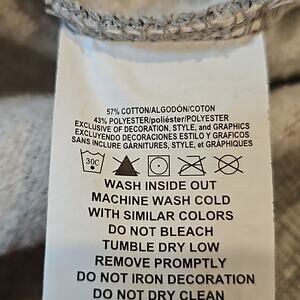 57% COTTON/ALGODÓN/COTON
43% POLYESTER/poliéster/POLYESTER
EXCLUSIVE OF DECORATION, STYLE, and GRAPHICS
EXCLUYENDO DECORACIONES ESTILO Y GRAFICOS
SANS INCLURE GARNITURES, STYLE, et GRAPHIQUES
30C
WASH INSIDE OUT
MACHINE WASH COLD
WITH SIMILAR COLORS
DO NOT BLEACH
TUMBLE DRY LOW
REMOVE PROMPTLY
DO NOT IRON DECORATION
DO NOT DRY CLEAN